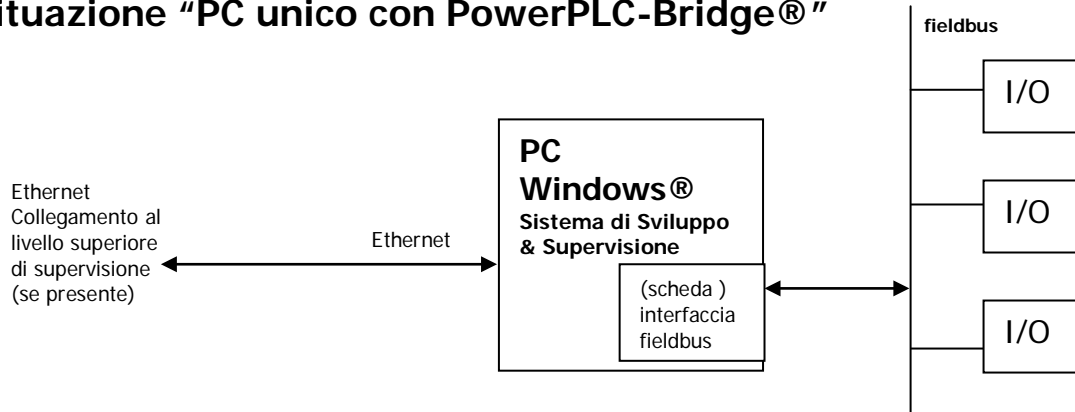 ituazione “PC unico con PowerPLC-Bridge®”
fieldbus
I/O
PC
Windows®
Sistema di Sviluppo
& Supervisione
Ethernet
Collegamento al
livello superiore
di supervisione
(se presente)
Ethernet
I/O
(scheda )
interfaccia
fieldbus
I/O